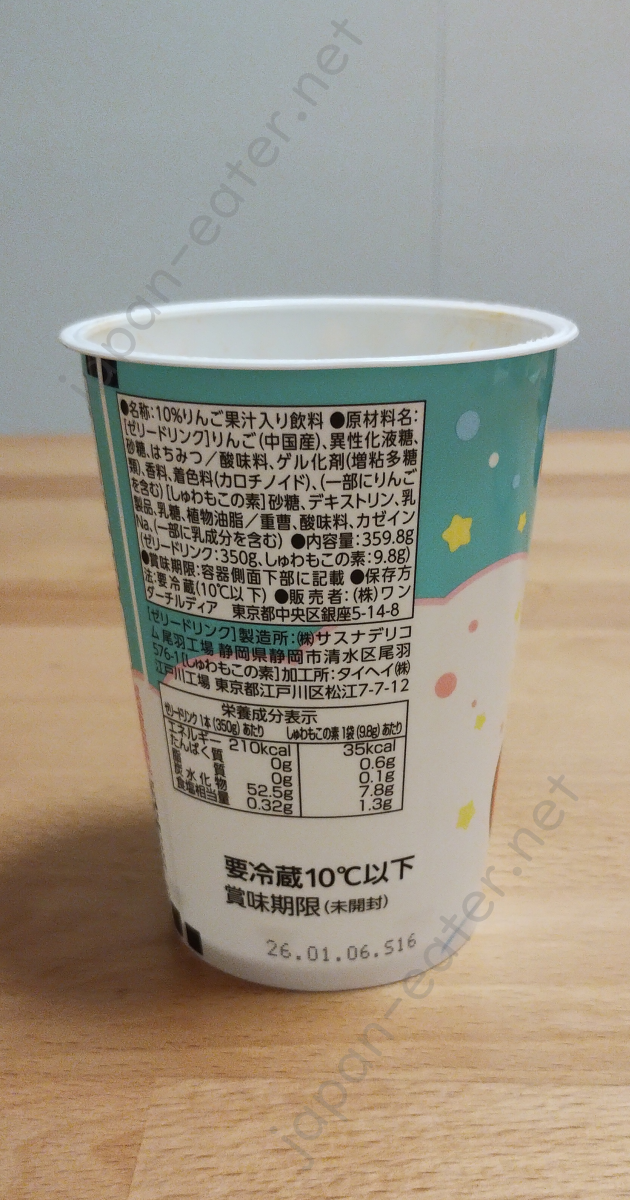 ●名称:10%りんご果汁入り飲料 ●原材料名:
[ゼリードリンク]りんご(中国産)、異性化液糖、
砂糖、はちみつ/酸味料、ゲル化剤(増粘多糖
類)、香料、着色料(カロチノイド)、(一部にりんご
を含む)[しゅわもこの素]砂糖、デキストリン、乳
製品、乳糖、植物油脂/重曹、酸味料、カゼイン
Na、(一部に乳成分を含む) ●内容量:359.8g
(ゼリードリンク:350g、しゅわもこの素:9.8g)
●賞味期限:容器側面下部に記載 ●保存方
法:要冷蔵(10℃以下) ●販売者:(株)ワン
ダーチルディア 東京都中央区銀座5-14-8
[ゼリードリンク]製造所:㈱サスナデリコ
ム尾羽工場 静岡県静岡市清水区尾羽
576-1[しゅわもこの素]加工所:タイヘイ㈱
江戸川工場 東京都江戸川区松江7-7-12
栄養成分表示
ゼリードリンク1本(350g)あたり しゅわもこの素1袋(9.8g)あたり
エネルギー 210kcal 35kcal
たんぱく質 0g 0.6g
脂質 0g 0.1g
炭水化物 52.5g 7.8g
食塩相当量 0.32g 1.3g
要冷蔵10℃以下
賞味期限(未開封)
26.01.06.S16
japan-eater.net
japan-eater.net